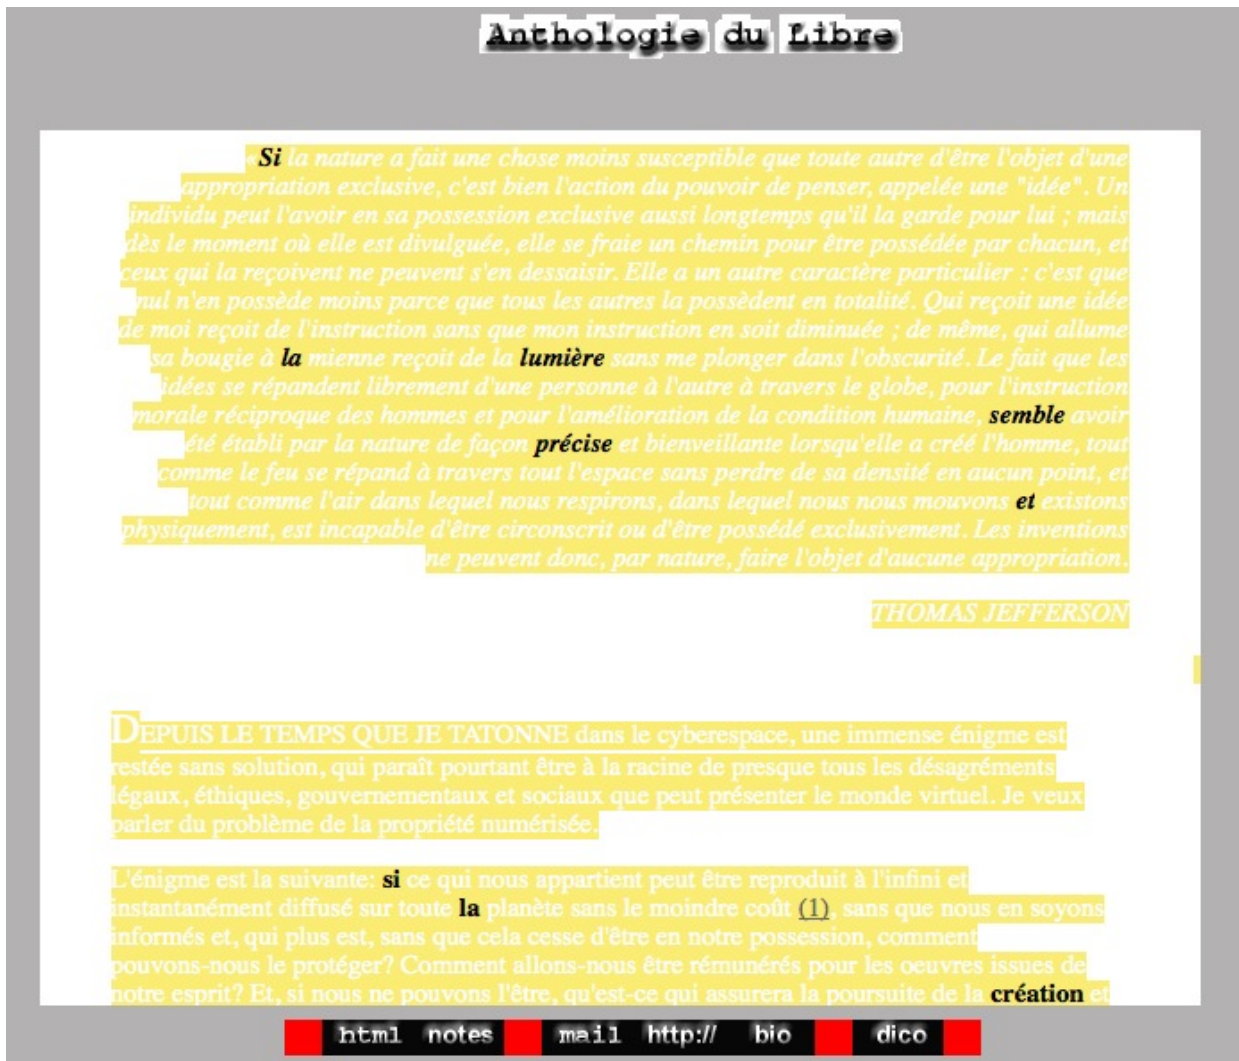 Anthologie du Libre
«Si la nature a fait une chose moins susceptible que toute autre d'être l'objet d'une
appropriation exclusive, c'est bien l'action du pouvoir de penser, appelée une "idée". Un
individu peut l'avoir en sa possession exclusive aussi longtemps qu'il la garde pour lui ; mais
dès le moment où elle est divulguée, elle se fraie un chemin pour être possédée par chacun, et
ceux qui la reçoivent ne peuvent s'en dessaisir. Elle a un autre caractère particulier : c'est que
nul n'en possède moins parce que tous les autres la possèdent en totalité. Qui reçoit une idée
de moi reçoit de l'instruction sans que mon instruction en soit diminuée ; de même, qui allume
sa bougie à la mienne reçoit de la lumière sans me plonger dans l'obscurité. Le fait que les
idées se répandent librement d'une personne à l'autre à travers le globe, pour l'instruction
morale réciproque des hommes et pour l'amélioration de la condition humaine, semble avoir
été établi par la nature de façon précise et bienveillante lorsqu'elle a créé l'homme, tout
comme le feu se répand à travers tout l'espace sans perdre de sa densité en aucun point, et
tout comme l'air dans lequel nous respirons, dans lequel nous nous mouvons et existons
physiquement, est incapable d'être circonscrit ou d'être possédé exclusivement. Les inventions
ne peuvent donc, par nature, faire l'objet d'aucune appropriation.
THOMAS JEFFERSON
DEPUIS LE TEMPS QUE JE TATONNE dans le cyberespace, une immense énigme est
restée sans solution, qui paraît pourtant être à la racine de presque tous les désagréments
légaux, éthiques, gouvernementaux et sociaux que peut présenter le monde virtuel. Je veux
parler du problème de la propriété numérisée.
L'énigme est la suivante: si ce qui nous appartient peut être reproduit à l'infini et
instantanément diffusé sur toute la planète sans le moindre coût (1), sans que nous en soyons
informés et, qui plus est, sans que cela cesse d'être en notre possession, comment
pouvons-nous le protéger? Comment allons-nous être rémunérés pour les oeuvres issues de
notre esprit? Et, si nous ne pouvons l'être, qu'est-ce qui assurera la poursuite de la création et
html notes mail http:// bio dico